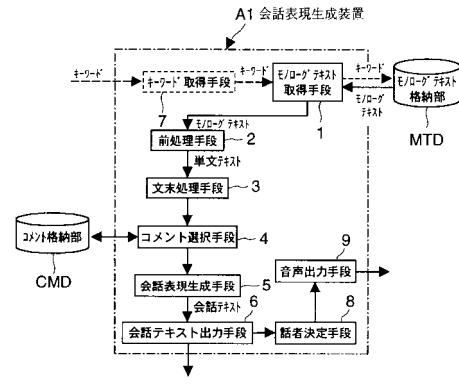 A1 会話表現生成装置
キーワード
キーワード 取得手段
7
キーワード
モノローグテキスト
取得手段
1
キーワード
モノローグ
テキスト
モノローグテキスト
格納部
MTD
モノローグテキスト
前処理手段
2
単文テキスト
文末処理手段
3
コメント格納部
CMD
コメント選択手段
4
会話表現生成手段
5
会話テキスト
会話テキスト出力手段
6
音声出力手段
9
話者決定手段
8